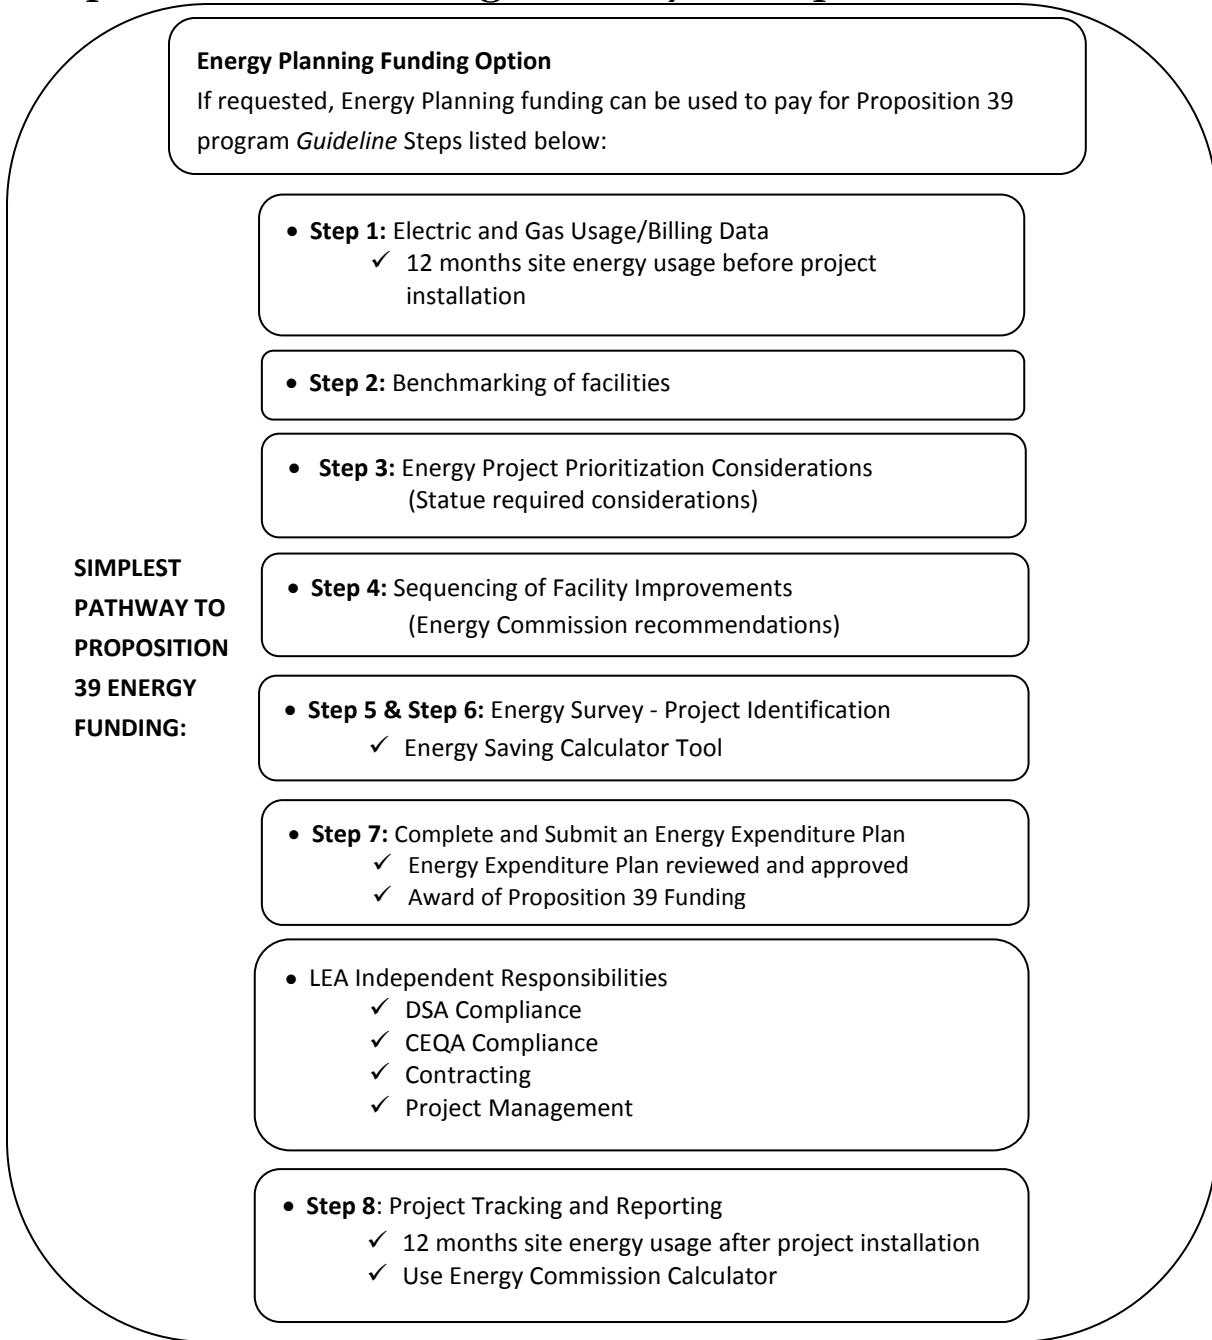 Energy Planning Funding Option
If requested, Energy Planning funding can be used to pay for Proposition 39
program Guideline Steps listed below:
• Step 1: Electric and Gas Usage/Billing Data
✓ 12 months site energy usage before project
installation
• Step 2: Benchmarking of facilities
• Step 3: Energy Project Prioritization Considerations
(Statue required considerations)
SIMPLEST
PATHWAY TO
PROPOSITION
39 ENERGY
FUNDING:
• Step 4: Sequencing of Facility Improvements
(Energy Commission recommendations)
• Step 5 & Step 6: Energy Survey - Project Identification
✓ Energy Saving Calculator Tool
• Step 7: Complete and Submit an Energy Expenditure Plan
✓ Energy Expenditure Plan reviewed and approved
✓ Award of Proposition 39 Funding
• LEA Independent Responsibilities
✓ DSA Compliance
✓ CEQA Compliance
✓ Contracting
✓ Project Management
• Step 8: Project Tracking and Reporting
✓ 12 months site energy usage after project installation
✓ Use Energy Commission Calculator